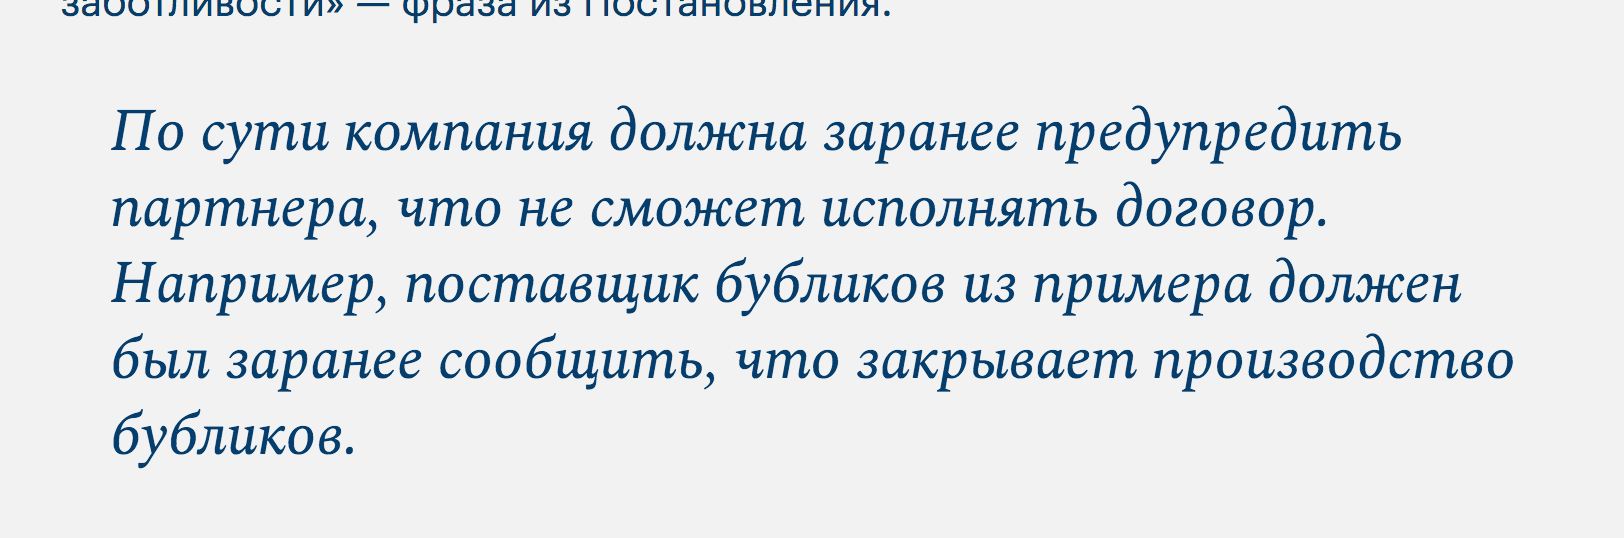 заботливости» — фраза из Постановления.
По сути компания должна заранее предупредить
партнера, что не сможет исполнять договор.
Например, поставщик бубликов из примера должен
был заранее сообщить, что закрывает производство
бубликов.